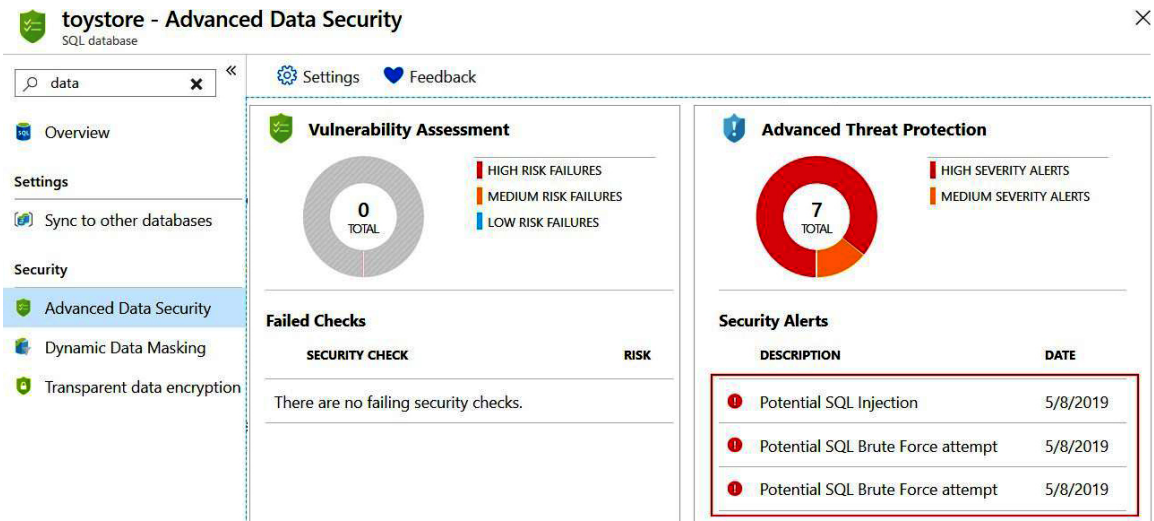 toystore - Advanced Data Security
SQL database
data
Overview
Settings
Sync to other databases
Security
Advanced Data Security
Dynamic Data Masking
Transparent data encryption
Settings
Feedback
Vulnerability Assessment
0
TOTAL
HIGH RISK FAILURES
MEDIUM RISK FAILURES
LOW RISK FAILURES
Failed Checks
SECURITY CHECK RISK
There are no failing security checks.
Advanced Threat Protection
7
TOTAL
HIGH SEVERITY ALERTS
MEDIUM SEVERITY ALERTS
Security Alerts
DESCRIPTION DATE
Potential SQL Injection 5/8/2019
Potential SQL Brute Force attempt 5/8/2019
Potential SQL Brute Force attempt 5/8/2019